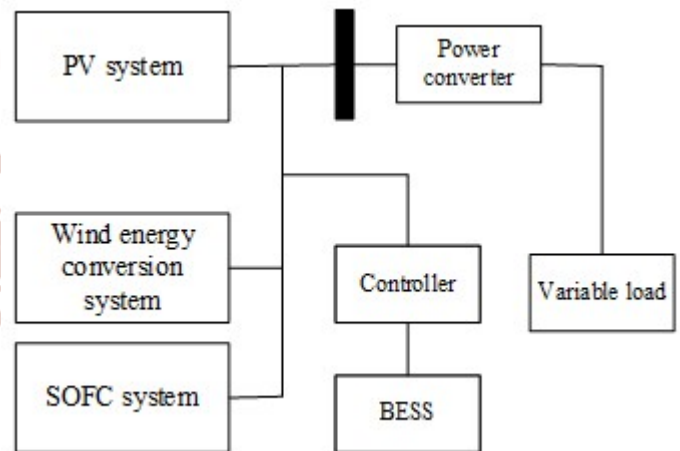 PV system
Power
converter
Wind energy
conversion
system
Controller
Variable load
SOFC system
BESS